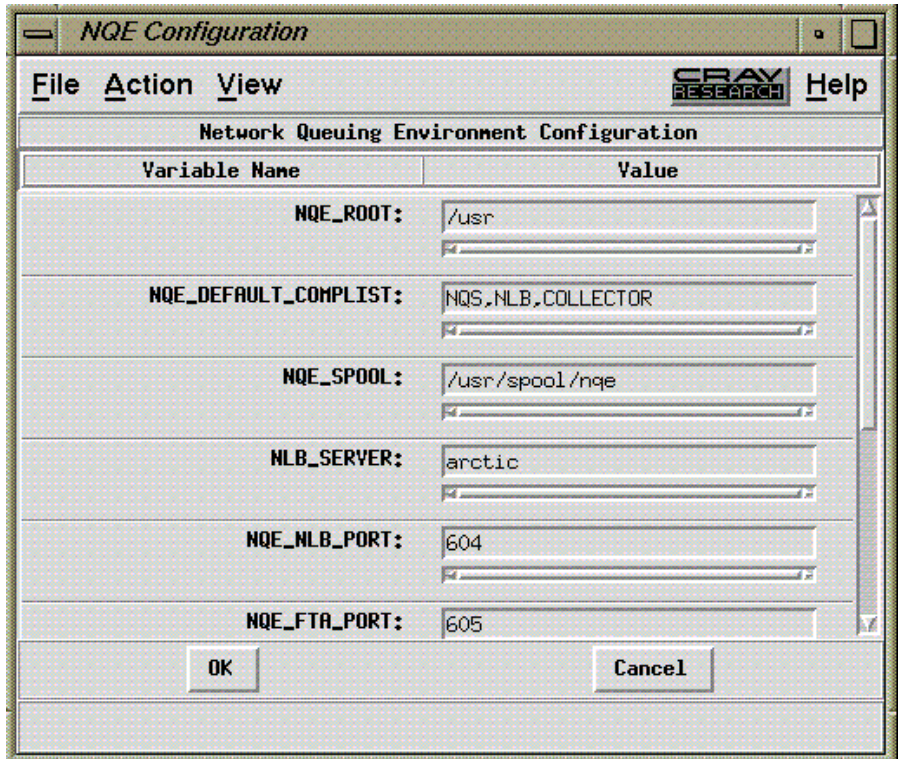 NQE Configuration
File Action View CRAY RESEARCH Help
Network Queuing Environment Configuration
Variable Name Value
NQE_ROOT: /usr
NQE_DEFAULT_COMPLIST: NQS,NLB,COLLECTOR
NQE_SPOOL: /usr/spool/nqe
NLB_SERVER: arctic
NQE_NLB_PORT: 604
NQE_FTA_PORT: 605
OK Cancel